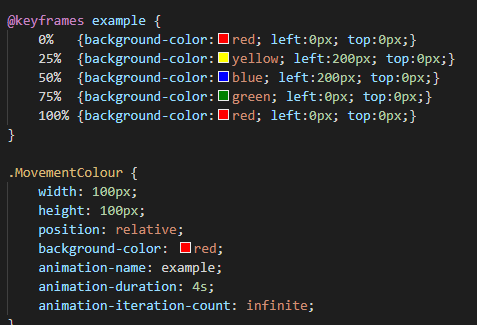 @keyframes example {
    0%   {background-color:red; left:0px; top:0px;}
    25%  {background-color:yellow; left:200px; top:0px;}
    50%  {background-color:blue; left:200px; top:0px;}
    75%  {background-color:green; left:0px; top:0px;}
    100% {background-color:red; left:0px; top:0px;}
}

.MovementColour {
    width: 100px;
    height: 100px;
    position: relative;
    background-color: red;
    animation-name: example;
    animation-duration: 4s;
    animation-iteration-count: infinite;
}